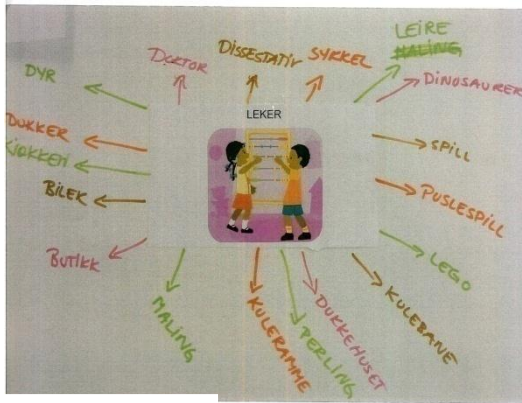 LEIRE
DOKTOR
DISSESTATIV
SYKKEL
MALING
DYR
DINOSAURER
LEKER
DUKKER
SPILL
KJØKKEN
BILEK
PUSLESPILL
BUTIKK
LEGO
MALING
KULERAMME
PERLING
DUKKEHUSET
KULEBANE